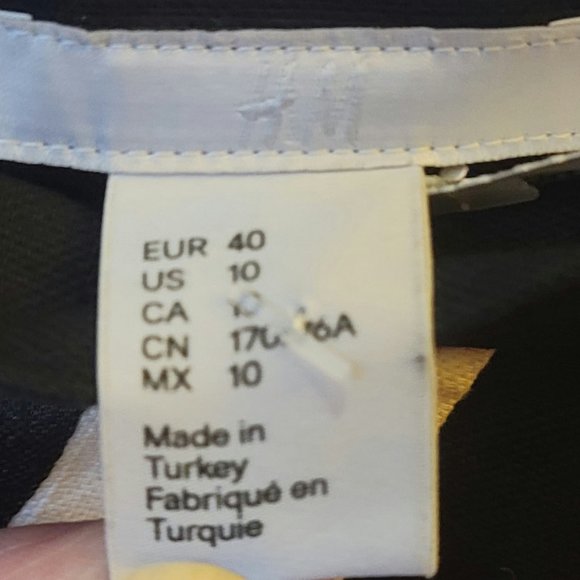 EUR 40
US 10
CA
CN
MX 10
Made in
Turkey
Fabriqué en
Turquie